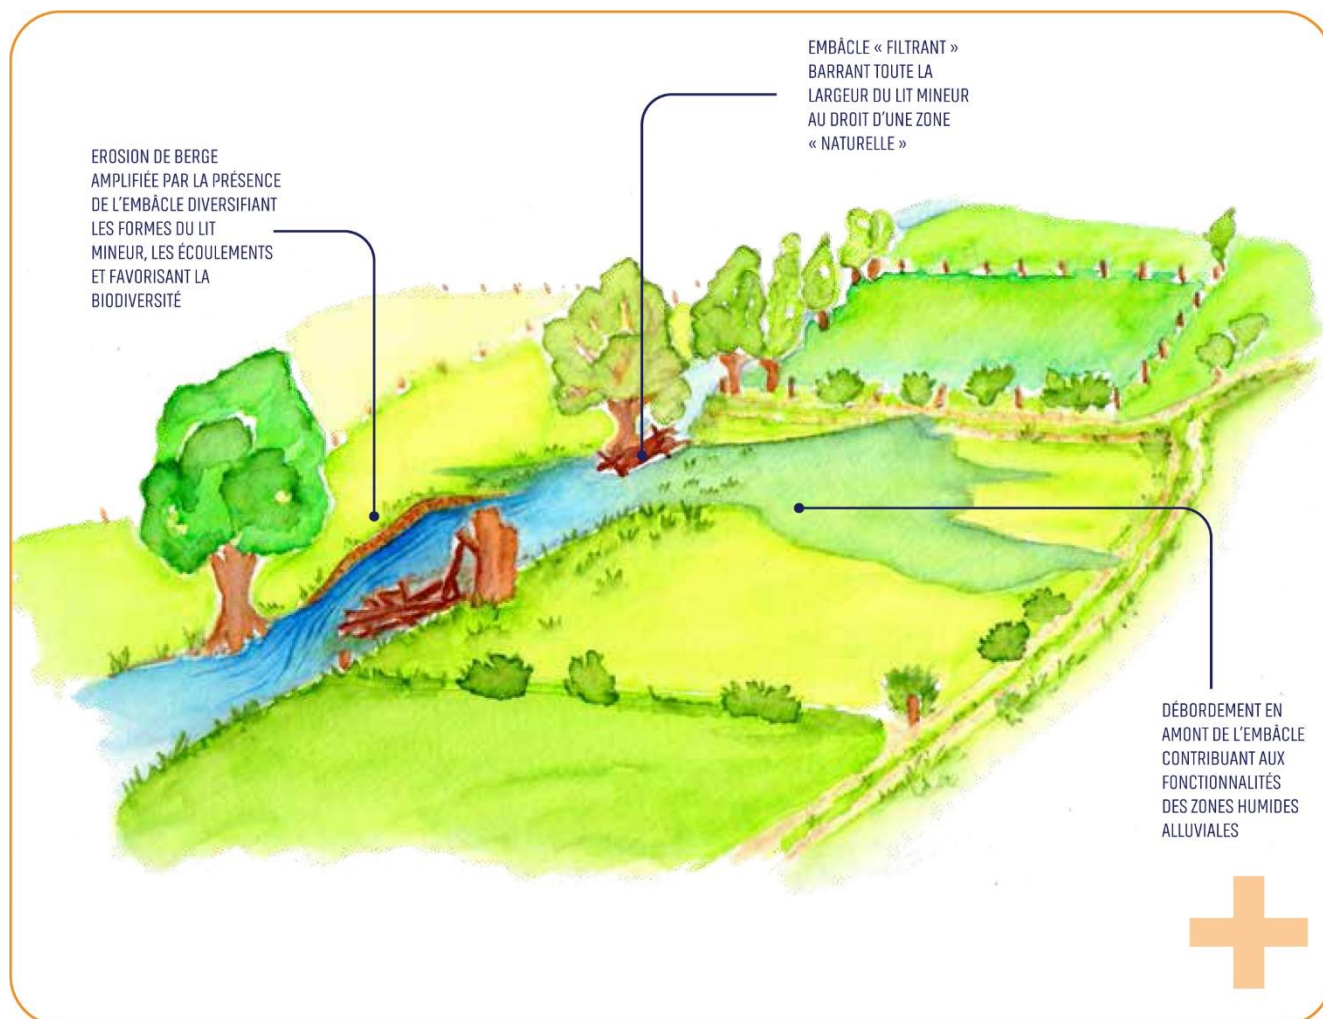 EMBÂCLE « FILTRANT »
BARRANT TOUTE LA
LARGEUR DU LIT MINEUR
AU DROIT D'UNE ZONE
« NATURELLE »
EROSION DE BERGE
AMPLIFIÉE PAR LA PRÉSENCE
DE L'EMBÂCLE DIVERSIFIANT
LES FORMES DU LIT
MINEUR, LES ÉCOULEMENTS
ET FAVORISANT LA
BIODIVERSITÉ
DÉBORDEMENT EN
AMONT DE L'EMBÂCLE
CONTRIBUANT AUX
FONCTIONNALITÉS
DES ZONES HUMIDES
ALLUVIALES